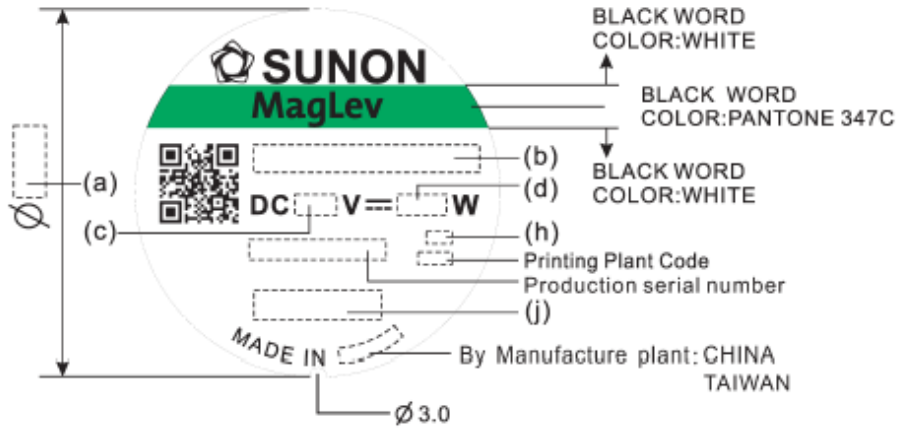 BLACK WORD
COLOR:WHITE
SUNON
MagLev
BLACK WORD
COLOR:PANTONE 347C
(b)
BLACK WORD
COLOR:WHITE
(a)
Ø
DC V⎓ W
(d)
(c)
(h)
Printing Plant Code
Production serial number
(j)
MADE IN
By Manufacture plant: CHINA
TAIWAN
Ø3.0